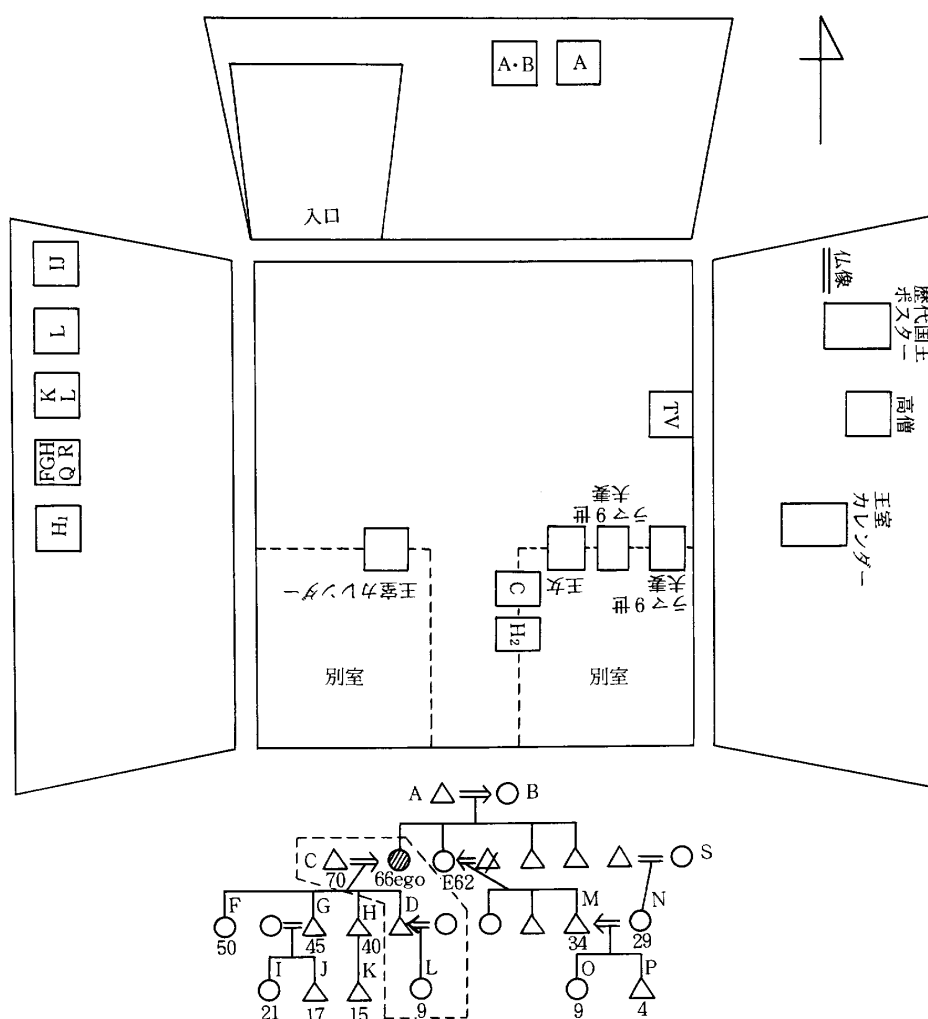 A・B A
入口
IJ
L
K
L
FGH
Q R
H₁
仏像
歴代国王
ポスター
高僧
王室
カレンダー
TV
ラマ9世
夫妻
王女
ラマ9世
夫妻
C
H₂
王室カレンダー
別室 別室
A B
C 70 66ego E62 S
F G H D M N
50 45 40 34 29
I J K L O P
21 17 15 9 9 4